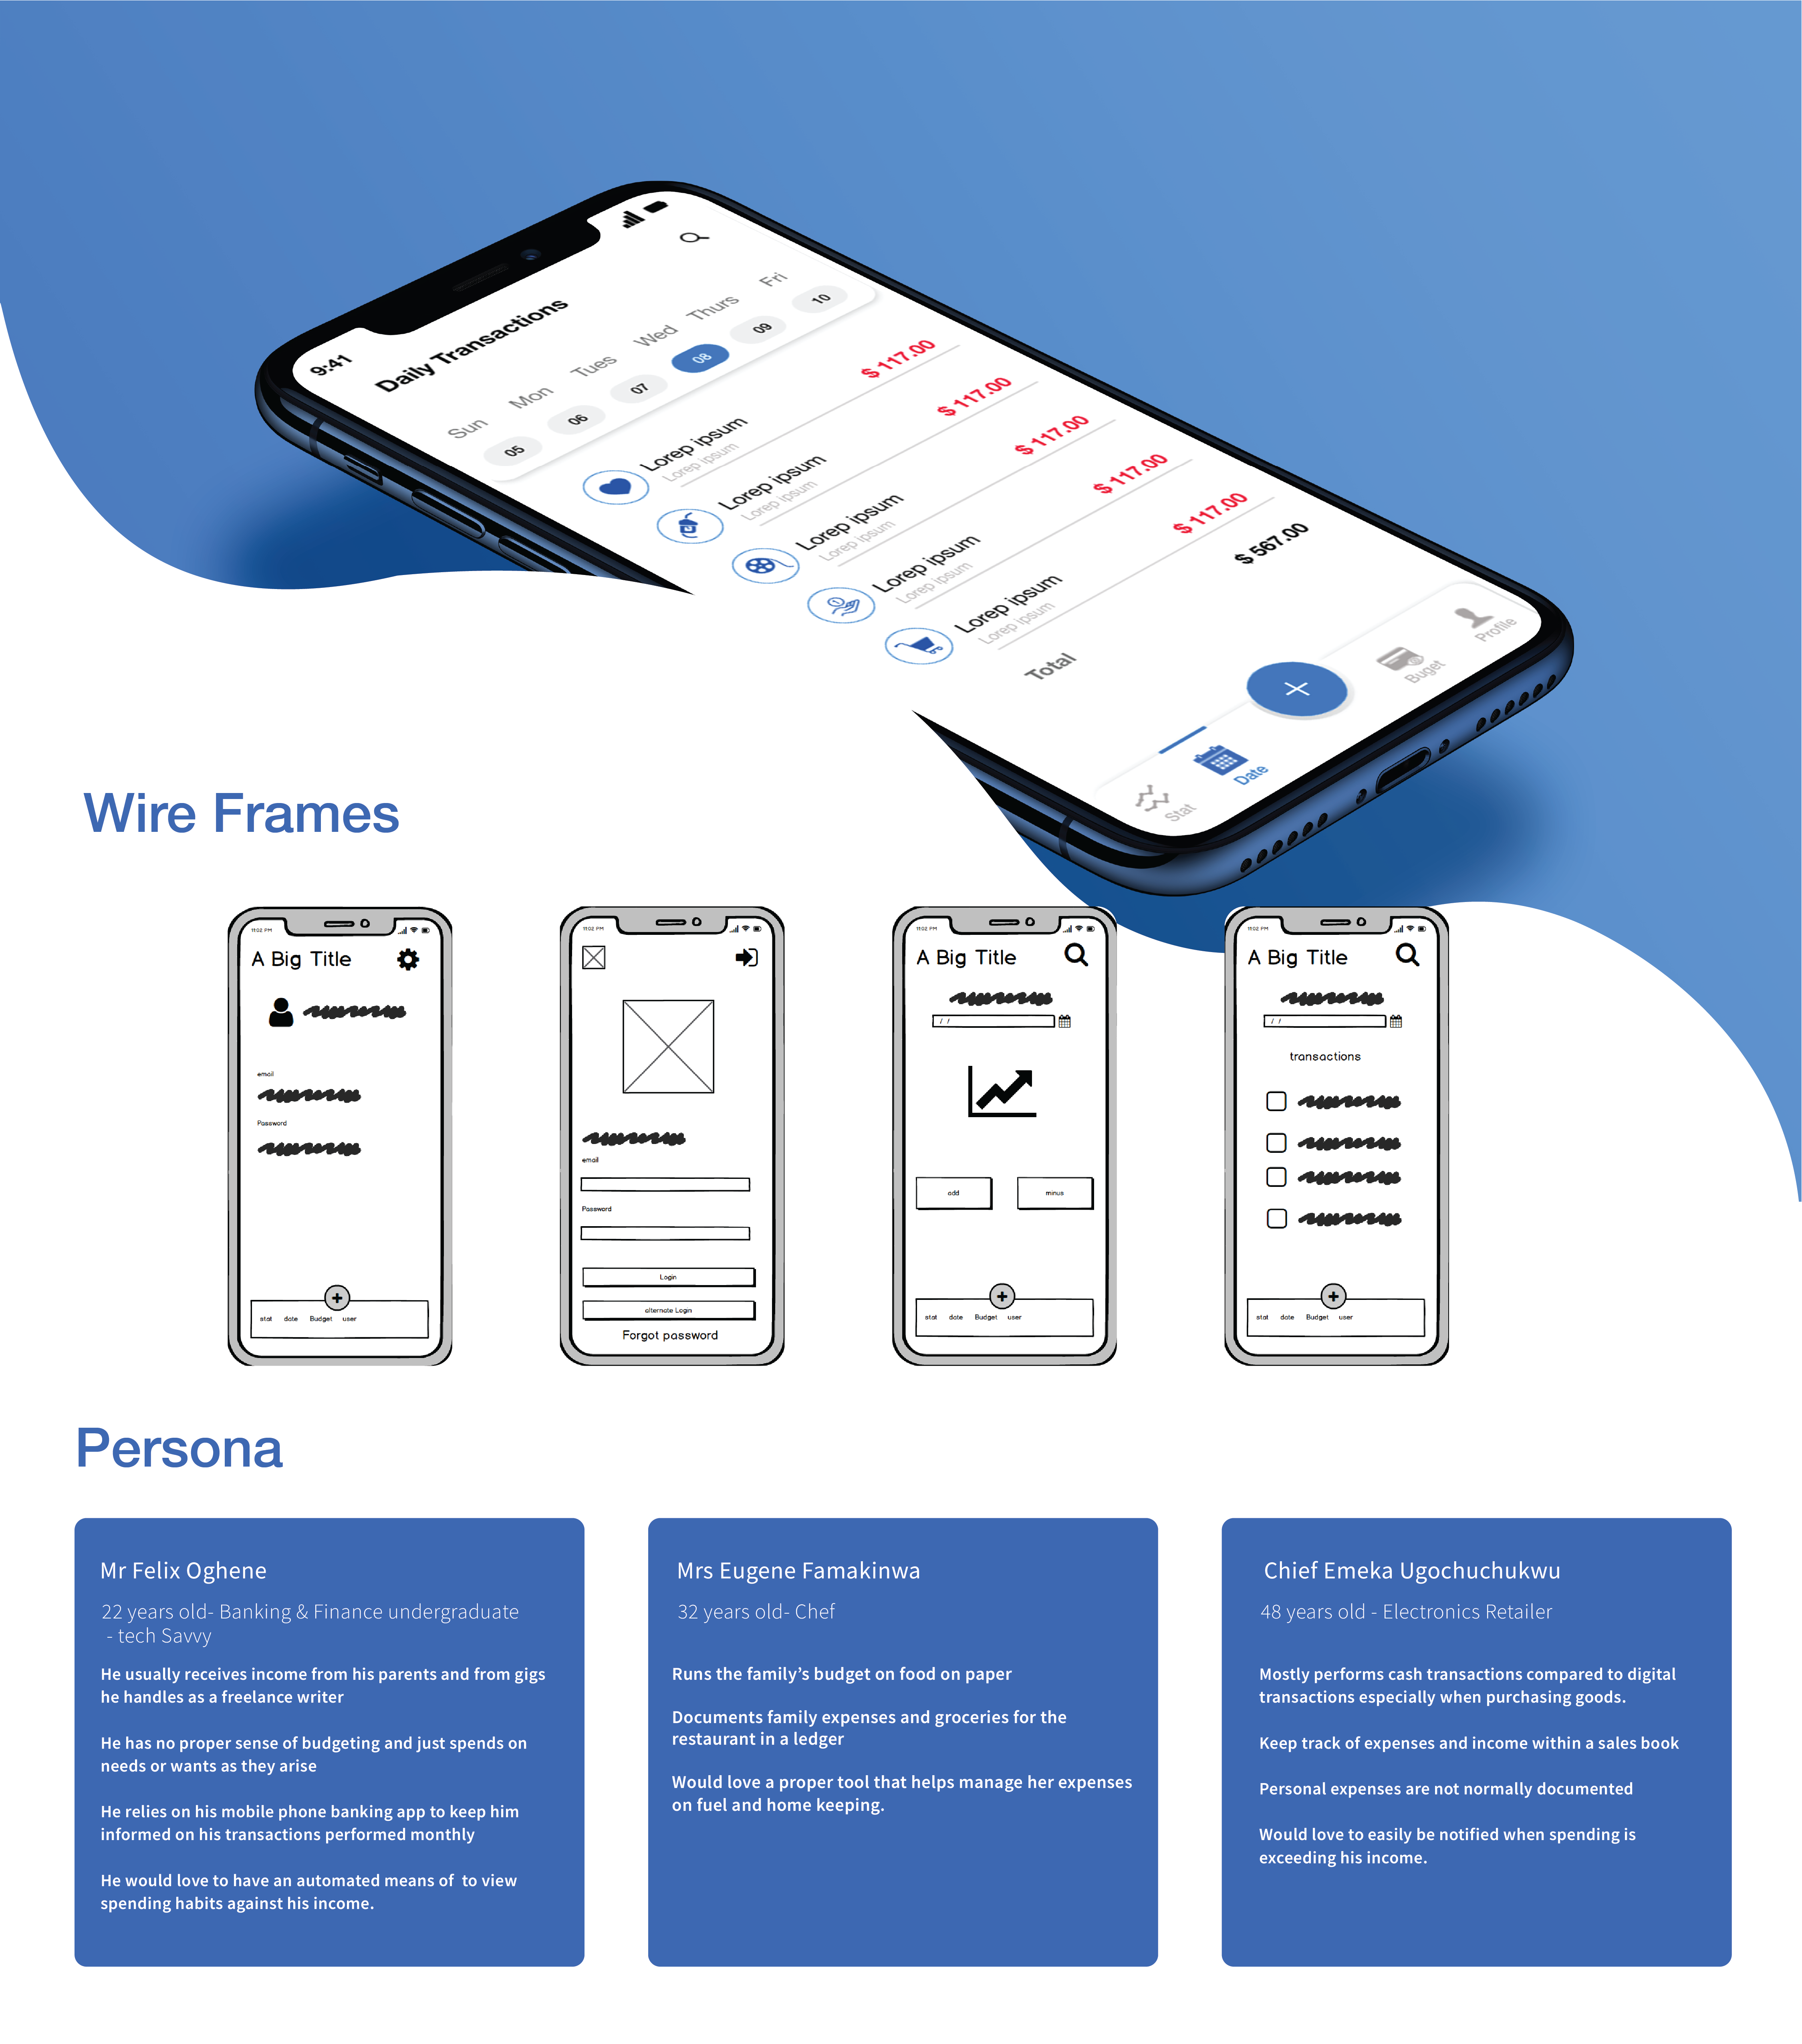 9:41
Daily Transactions
Sun Mon Tues Wed Thurs Fri
05 06 07 08 09 10
Lorep ipsum $ 117.00
Lorep ipsum
Lorep ipsum $ 117.00
Lorep ipsum
Lorep ipsum $ 117.00
Lorep ipsum
Lorep ipsum $ 117.00
Lorep ipsum
Lorep ipsum $ 117.00
Lorep ipsum
Total $ 567.00
Stat Date + Buget Profile
Wire Frames
11:02 PM
A Big Title
email
Password
+
stat date Budget user
11:02 PM
email
Password
Login
alternate Login
Forgot password
11:02 PM
A Big Title
/ /
add minus
+
stat date Budget user
11:02 PM
A Big Title
/ /
transactions
+
stat date Budget user
Persona
Mr Felix Oghene
22 years old- Banking & Finance undergraduate
- tech Savvy
He usually receives income from his parents and from gigs
he handles as a freelance writer
He has no proper sense of budgeting and just spends on
needs or wants as they arise
He relies on his mobile phone banking app to keep him
informed on his transactions performed monthly
He would love to have an automated means of  to view
spending habits against his income.
Mrs Eugene Famakinwa
32 years old- Chef
Runs the family’s budget on food on paper
Documents family expenses and groceries for the
restaurant in a ledger
Would love a proper tool that helps manage her expenses
on fuel and home keeping.
Chief Emeka Ugochuchukwu
48 years old - Electronics Retailer
Mostly performs cash transactions compared to digital
transactions especially when purchasing goods.
Keep track of expenses and income within a sales book
Personal expenses are not normally documented
Would love to easily be notified when spending is
exceeding his income.